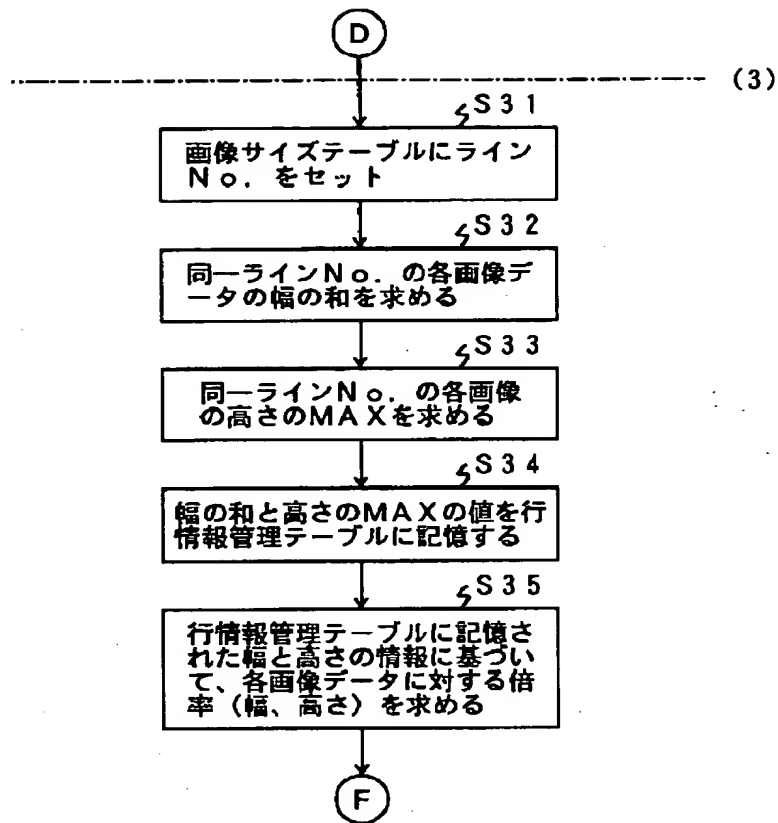 D
(3)
S31
画像サイズテーブルにライン
No.をセット
S32
同一ラインNo.の各画像デ
ータの幅の和を求める
S33
同一ラインNo.の各画像
の高さのMAXを求める
S34
幅の和と高さのMAXの値を行
情報管理テーブルに記憶する
S35
行情報管理テーブルに記憶さ
れた幅と高さの情報に基づい
て、各画像データに対する倍
率(幅、高さ)を求める
F